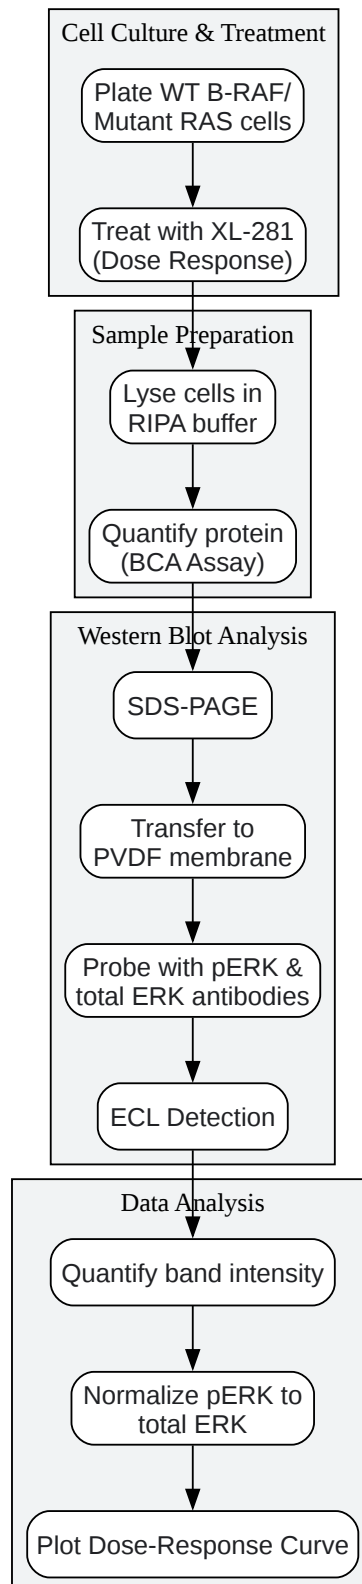 Cell Culture & Treatment
Plate WT B-RAF/
Mutant RAS cells
Treat with XL-281
(Dose Response)
Sample Preparation
Lyse cells in
RIPA buffer
Quantify protein
(BCA Assay)
Western Blot Analysis
SDS-PAGE
Transfer to
PVDF membrane
Probe with pERK &
total ERK antibodies
ECL Detection
Data Analysis
Quantify band intensity
Normalize pERK to
total ERK
Plot Dose-Response Curve